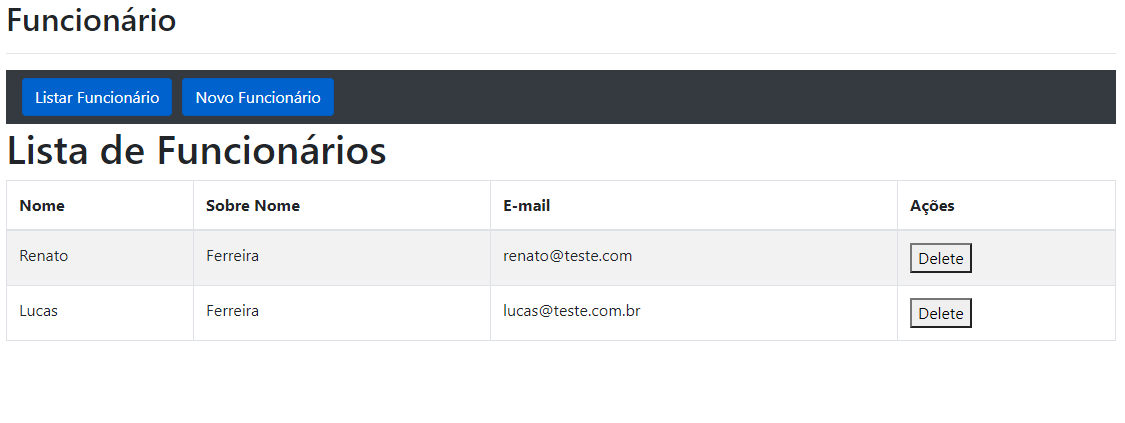 Funcionário
Listar Funcionário Novo Funcionário
Lista de Funcionários
Nome Sobre Nome E-mail Ações
Renato Ferreira renato@teste.com Delete
Lucas Ferreira lucas@teste.com.br Delete